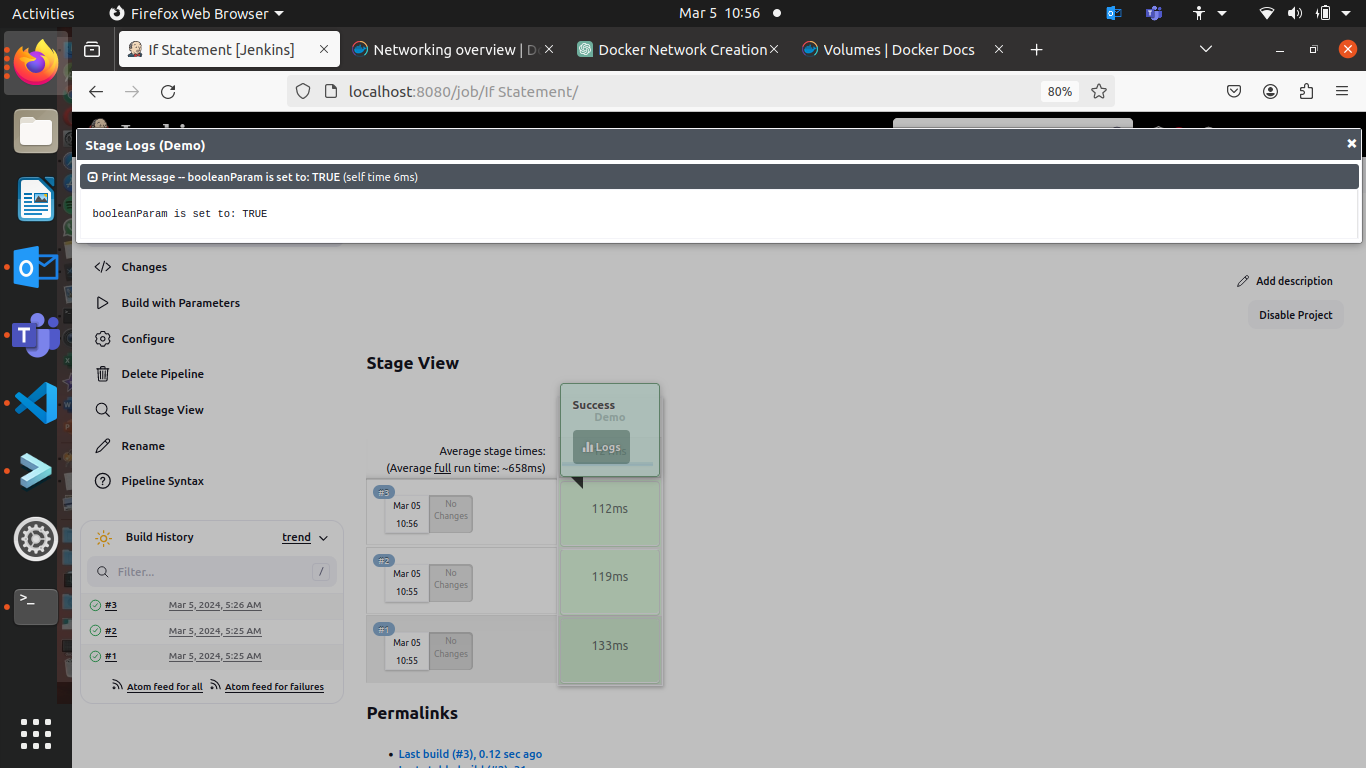 Activities
Firefox Web Browser
Mar 5 10:56
If Statement [Jenkins]
Networking overview | Do
Docker Network Creation
Volumes | Docker Docs
localhost:8080/job/If Statement/
80%
Stage Logs (Demo)
Print Message -- booleanParam is set to: TRUE (self time 6ms)
booleanParam is set to: TRUE
Changes
Build with Parameters
Configure
Delete Pipeline
Full Stage View
Rename
Pipeline Syntax
Add description
Disable Project
Stage View
Success
Demo
Logs
Average stage times:
(Average full run time: ~658ms)
#3
Mar 05
10:56
No
Changes
112ms
#2
Mar 05
10:55
No
Changes
119ms
#1
Mar 05
10:55
No
Changes
133ms
Build History
trend
Filter...
/
#3 Mar 5, 2024, 5:26 AM
#2 Mar 5, 2024, 5:25 AM
#1 Mar 5, 2024, 5:25 AM
Atom feed for all
Atom feed for failures
Permalinks
Last build (#3), 0.12 sec ago